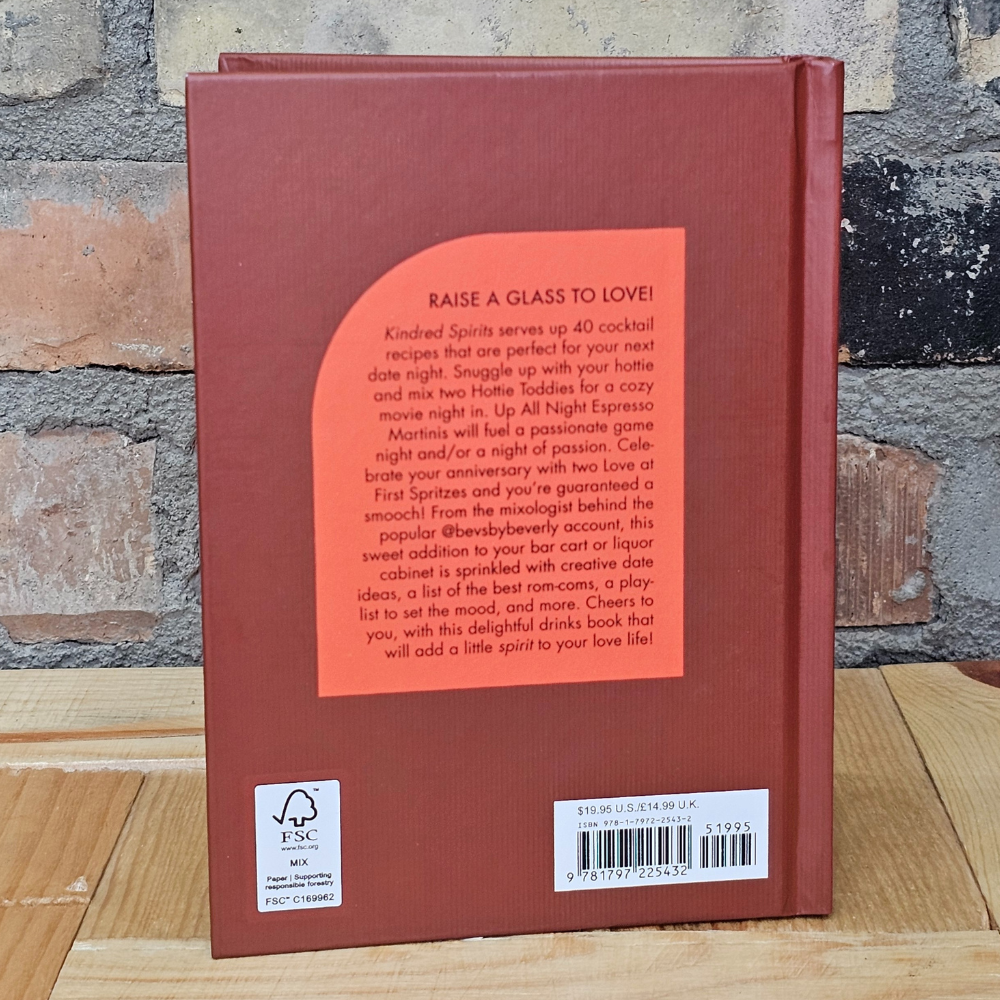 RAISE A GLASS TO LOVE!
Kindred Spirits serves up 40 cocktail
recipes that are perfect for your next
date night. Snuggle up with your hottie
and mix two Hottie Toddies for a cozy
movie night in. Up All Night Espresso
Martinis will fuel a passionate game
night and/or a night of passion. Cele-
brate your anniversary with two Love at
First Spritzes and you're guaranteed a
smooch! From the mixologist behind the
popular @bevsbybeverly account, this
sweet addition to your bar cart or liquor
cabinet is sprinkled with creative date
ideas, a list of the best rom-coms, a play-
list to set the mood, and more. Cheers to
you, with this delightful drinks book that
will add a little spirit to your love life!
™
FSC
www.fsc.org
MIX
Paper | Supporting
responsible forestry
FSC™ C169962
$19.95 U.S./£14.99 U.K.
ISBN 978-1-7972-2543-2
51995
9 781797 225432